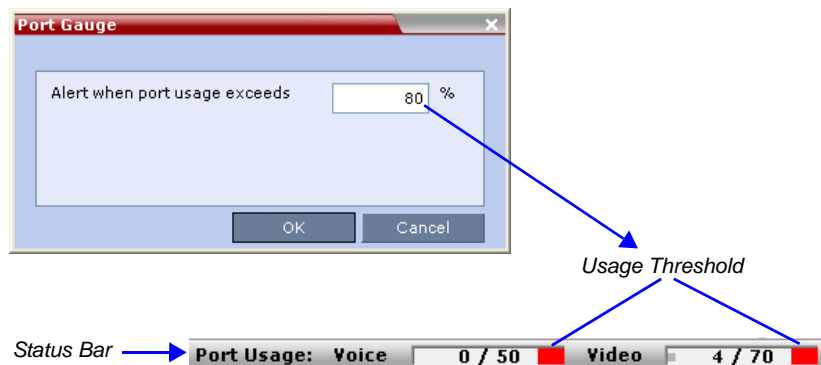 Port Gauge
Alert when port usage exceeds 80 %
OK Cancel
Usage Threshold
Status Bar
Port Usage: Voice 0 / 50 Video 4 / 70